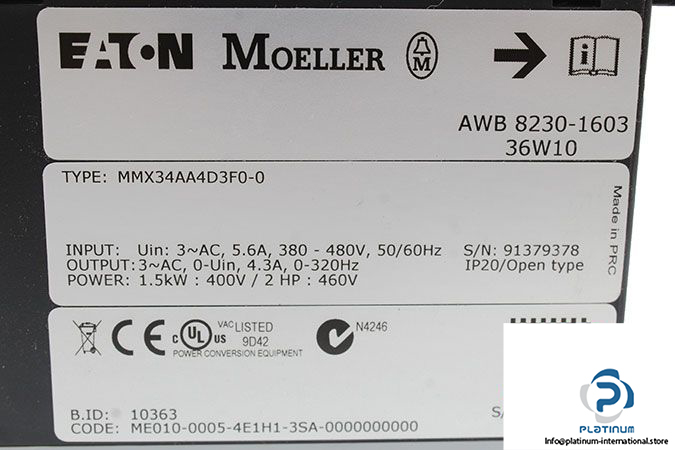 EATON MOELLER M i
AWB 8230-1603
36W10
TYPE: MMX34AA4D3F0-0
Made in PRC
INPUT: Uin: 3~AC, 5.6A, 380 - 480V, 50/60Hz S/N: 91379378
OUTPUT: 3~AC, 0-Uin, 4.3A, 0-320Hz IP20/Open type
POWER: 1.5kW : 400V / 2 HP : 460V
CE c UL US VAC LISTED N4246
9D42
POWER CONVERSION EQUIPMENT
B.ID: 10363 S/
CODE: ME010-0005-4E1H1-3SA-0000000000
PLATINUM
info@platinum-international.store